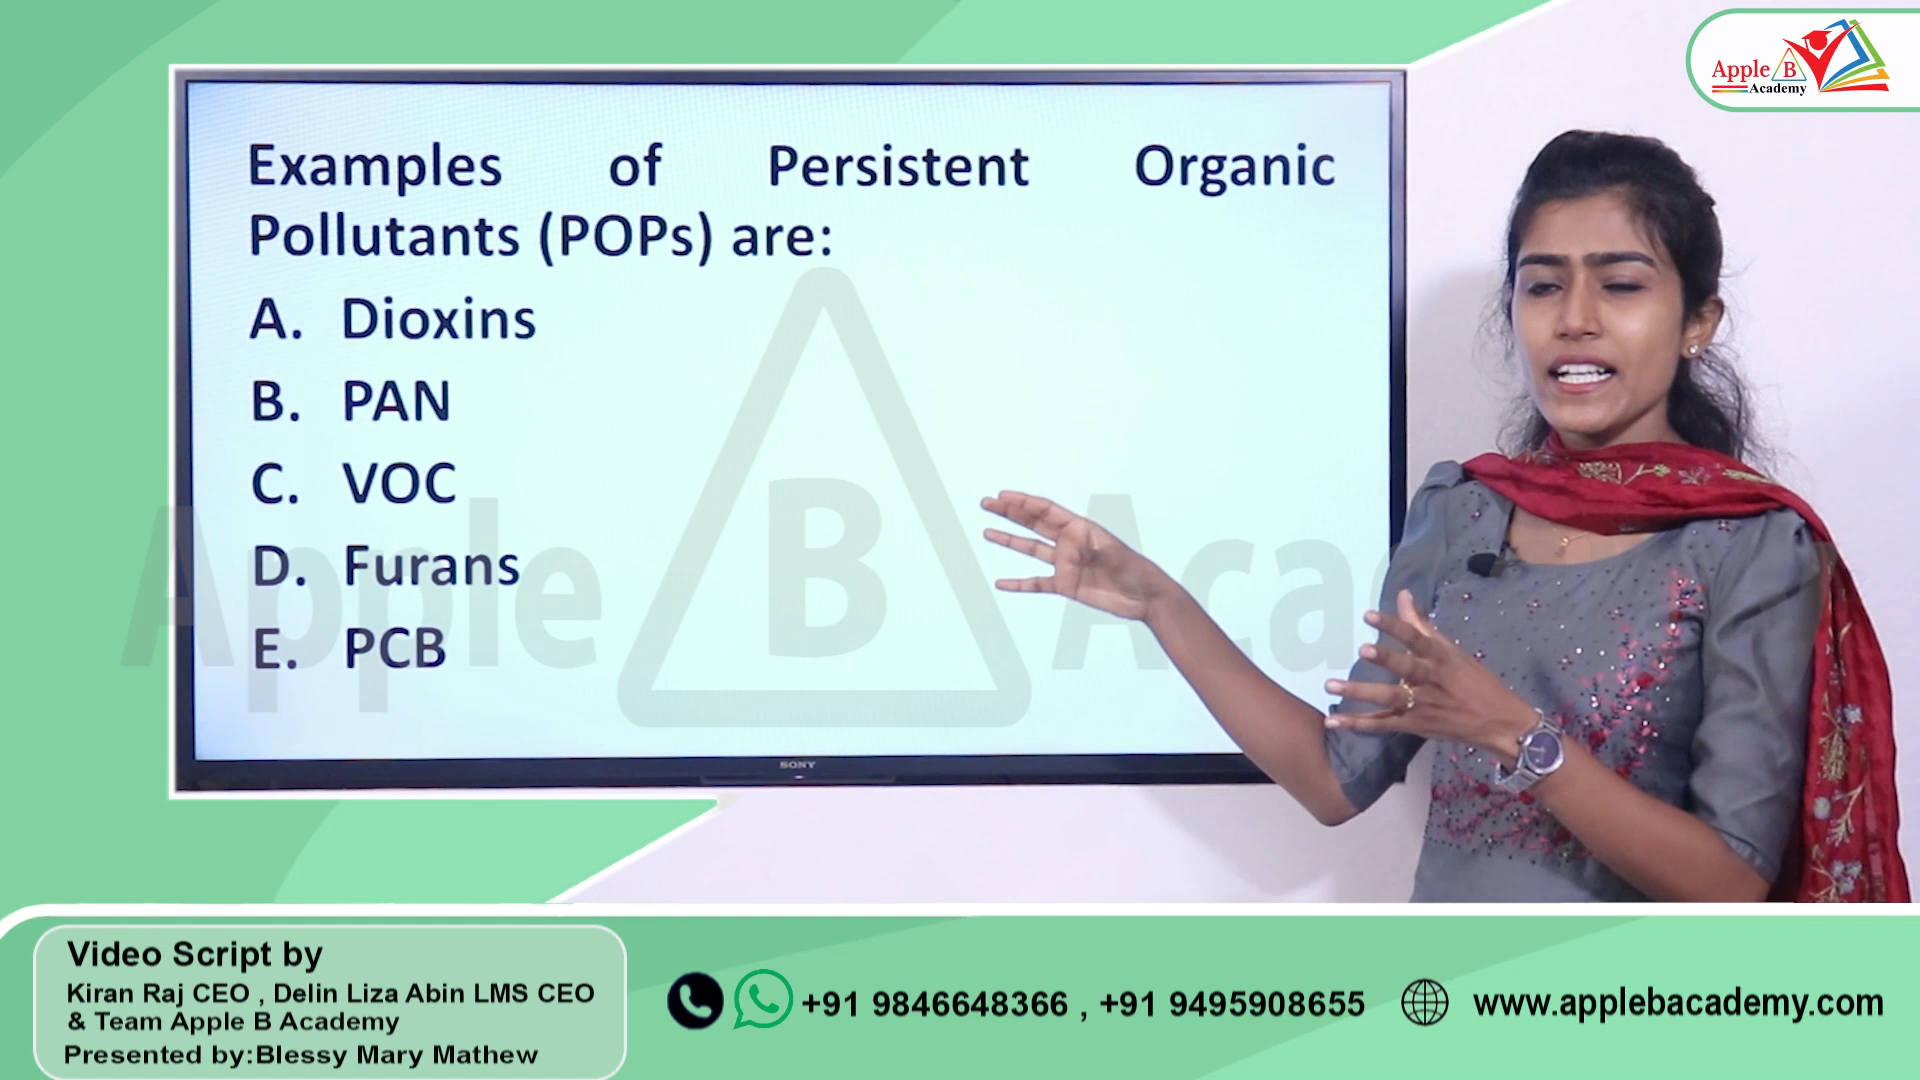 Apple B
Academy
Examples of Persistent Organic
Pollutants (POPs) are:
A. Dioxins
B. PAN
C. VOC
D. Furans
E. PCB
Apple B Academy
SONY
Video Script by
Kiran Raj CEO , Delin Liza Abin LMS CEO
& Team Apple B Academy
Presented by:Blessy Mary Mathew
+91 9846648366 , +91 9495908655
www.applebacademy.com